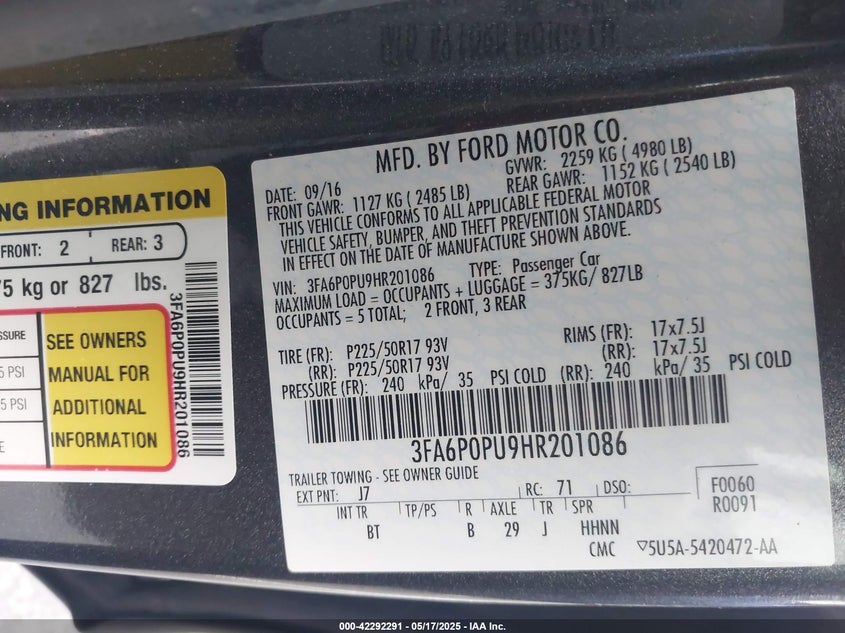 NG INFORMATION
FRONT: 2
REAR: 3
75 kg or 827 lbs.
SSURE
5 PSI
5 PSI
E
SEE OWNERS
MANUAL FOR
ADDITIONAL
INFORMATION
3FA6P0PU9HR201086
MFD. BY FORD MOTOR CO.
DATE: 09/16
GVWR: 2259 KG ( 4980 LB)
FRONT GAWR: 1127 KG ( 2485 LB)
REAR GAWR: 1152 KG ( 2540 LB)
THIS VEHICLE CONFORMS TO ALL APPLICABLE FEDERAL MOTOR
VEHICLE SAFETY, BUMPER, AND THEFT PREVENTION STANDARDS
IN EFFECT ON THE DATE OF MANUFACTURE SHOWN ABOVE.
VIN: 3FA6P0PU9HR201086 TYPE: Passenger Car
MAXIMUM LOAD = OCCUPANTS + LUGGAGE = 375KG/ 827LB
OCCUPANTS = 5 TOTAL; 2 FRONT, 3 REAR
TIRE (FR): P225/50R17 93V RIMS (FR): 17x7.5J
(RR): P225/50R17 93V (RR): 17x7.5J
PRESSURE (FR): 240 kPa/ 35 PSI COLD (RR): 240 kPa/ 35 PSI COLD
3FA6P0PU9HR201086
TRAILER TOWING - SEE OWNER GUIDE
EXT PNT: J7 RC: 71 DSO: F0060
R0091
INT TR TP/PS R AXLE TR SPR
BT B 29 J HHNN
CMC ▽5U5A-5420472-AA
000-42292291 - 05/17/2025 - IAA Inc.